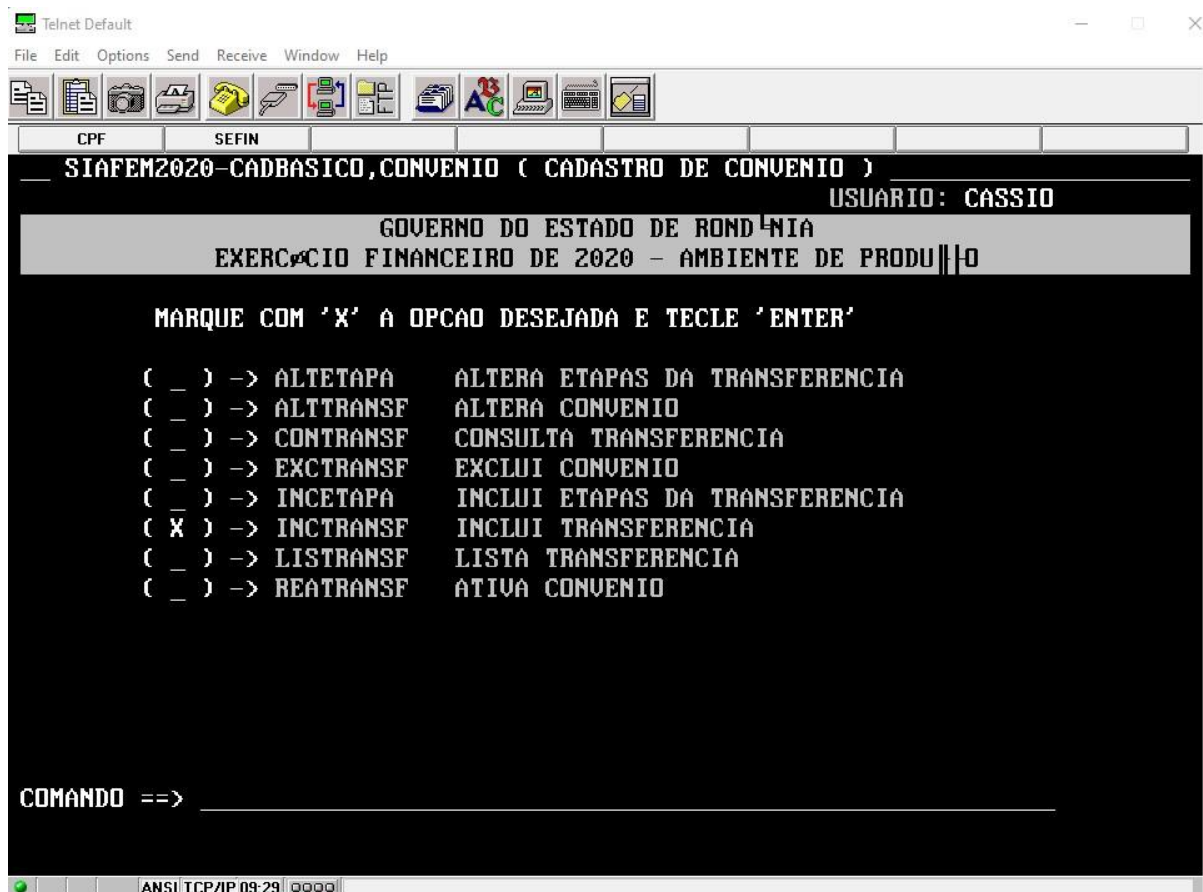 Telnet Default
File Edit Options Send Receive Window Help
CPF SEFIN
__ SIAFEM2020-CADBASICO,CONVENIO ( CADASTRO DE CONVENIO ) ____________________
USUARIO: CASSIO
GOVERNO DO ESTADO DE ROND╙NIA
EXERC CIO FINANCEIRO DE 2020 - AMBIENTE DE PRODU╟├O
MARQUE COM 'X' A OPCAO DESEJADA E TECLE 'ENTER'
( _ ) -> ALTETAPA ALTERA ETAPAS DA TRANSFERENCIA
( _ ) -> ALTTRANSF ALTERA CONVENIO
( _ ) -> CONTRANSF CONSULTA TRANSFERENCIA
( _ ) -> EXCTRANSF EXCLUI CONVENIO
( _ ) -> INCETAPA INCLUI ETAPAS DA TRANSFERENCIA
( X ) -> INCTRANSF INCLUI TRANSFERENCIA
( _ ) -> LISTRANSF LISTA TRANSFERENCIA
( _ ) -> REATRANSF ATIVA CONVENIO
COMANDO ==> _________________________________________________________
ANSI TCP/IP 09:29